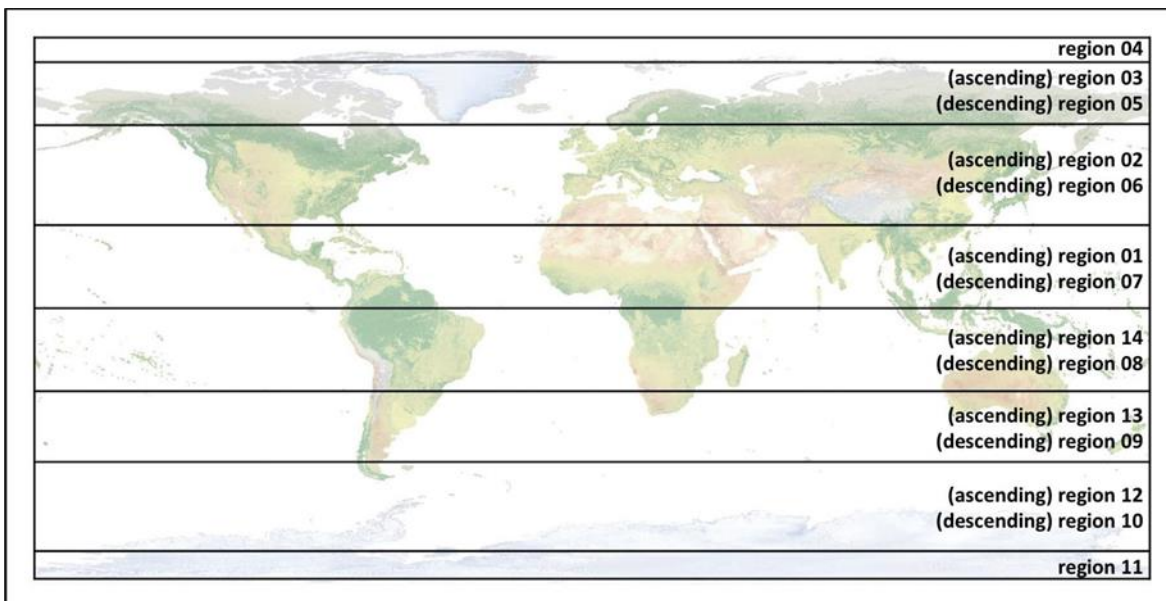 region 04
(ascending) region 03
(descending) region 05
(ascending) region 02
(descending) region 06
(ascending) region 01
(descending) region 07
(ascending) region 14
(descending) region 08
(ascending) region 13
(descending) region 09
(ascending) region 12
(descending) region 10
region 11